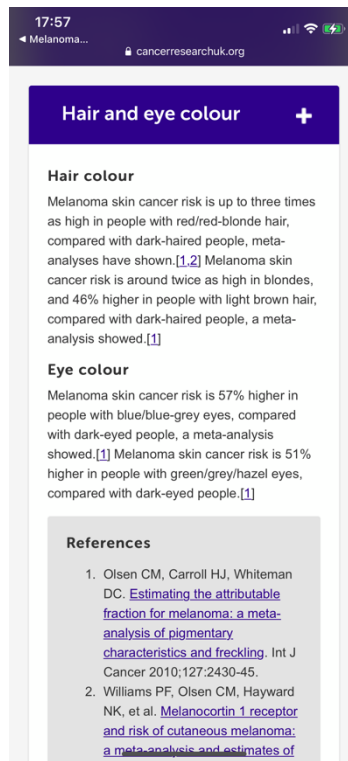 17:57
◀ Melanoma...
cancerresearchuk.org
Hair and eye colour +
Hair colour
Melanoma skin cancer risk is up to three times
as high in people with red/red-blonde hair,
compared with dark-haired people, meta-
analyses have shown.[1,2] Melanoma skin
cancer risk is around twice as high in blondes,
and 46% higher in people with light brown hair,
compared with dark-haired people, a meta-
analysis showed.[1]
Eye colour
Melanoma skin cancer risk is 57% higher in
people with blue/blue-grey eyes, compared
with dark-eyed people, a meta-analysis
showed.[1] Melanoma skin cancer risk is 51%
higher in people with green/grey/hazel eyes,
compared with dark-eyed people.[1]
References
1. Olsen CM, Carroll HJ, Whiteman
DC. Estimating the attributable
fraction for melanoma: a meta-
analysis of pigmentary
characteristics and freckling. Int J
Cancer 2010;127:2430-45.
2. Williams PF, Olsen CM, Hayward
NK, et al. Melanocortin 1 receptor
and risk of cutaneous melanoma:
a meta-analysis and estimates of